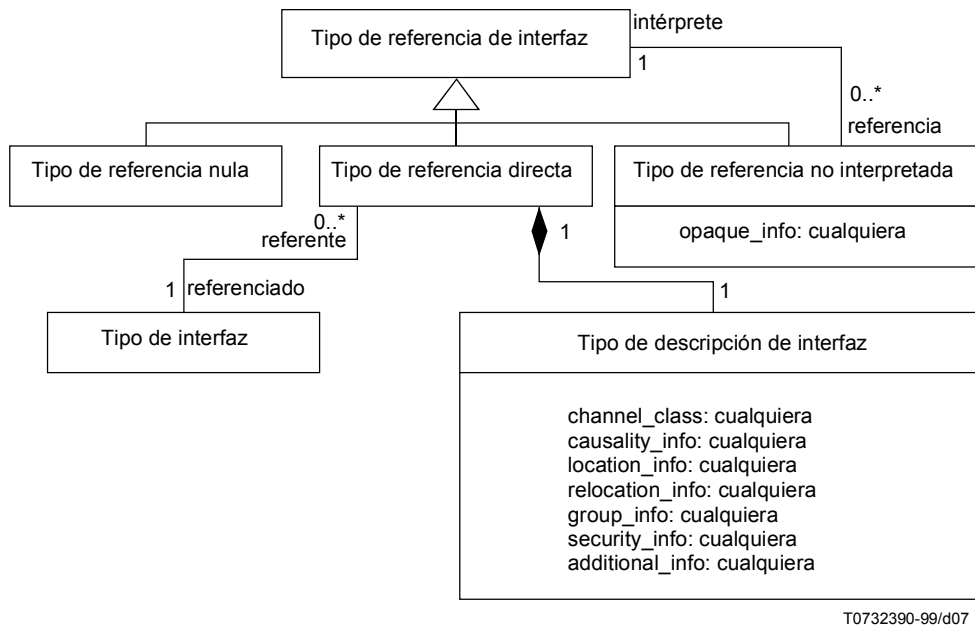 Tipo de referencia de interfaz
intérprete
1
0..*
referencia
Tipo de referencia nula
Tipo de referencia directa
Tipo de referencia no interpretada
opaque_info: cualquiera
0..*
referente
1
1 referenciado
1
Tipo de interfaz
Tipo de descripción de interfaz
channel_class: cualquiera
causality_info: cualquiera
location_info: cualquiera
relocation_info: cualquiera
group_info: cualquiera
security_info: cualquiera
additional_info: cualquiera
T0732390-99/d07